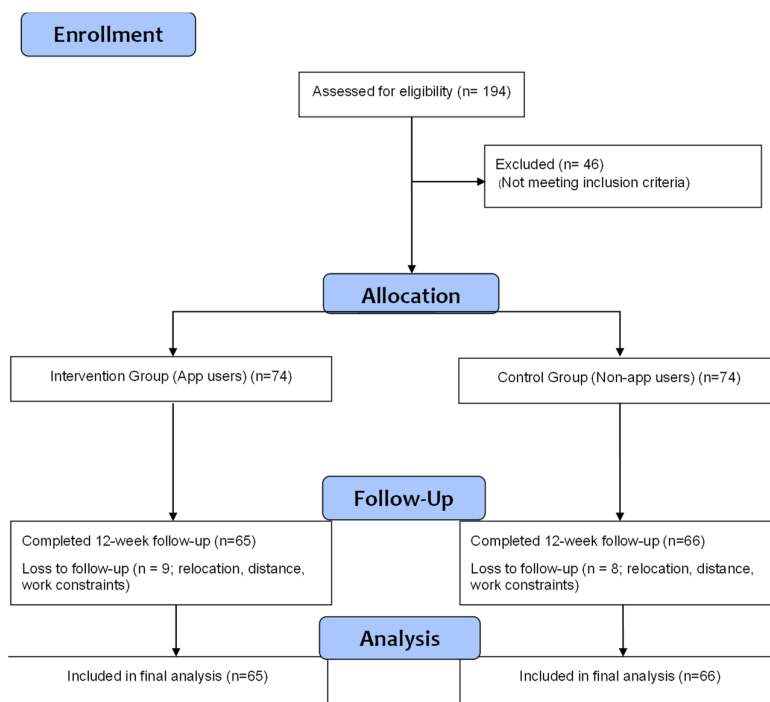 Enrollment
Assessed for eligibility (n= 194)
Excluded (n= 46)
(Not meeting inclusion criteria)
Allocation
Intervention Group (App users) (n=74)
Control Group (Non-app users) (n=74)
Follow-Up
Completed 12-week follow-up (n=65)
Loss to follow-up (n = 9; relocation, distance,
work constraints)
Completed 12-week follow-up (n=66)
Loss to follow-up (n = 8; relocation, distance,
work constraints)
Analysis
Included in final analysis (n=65)
Included in final analysis (n=66)